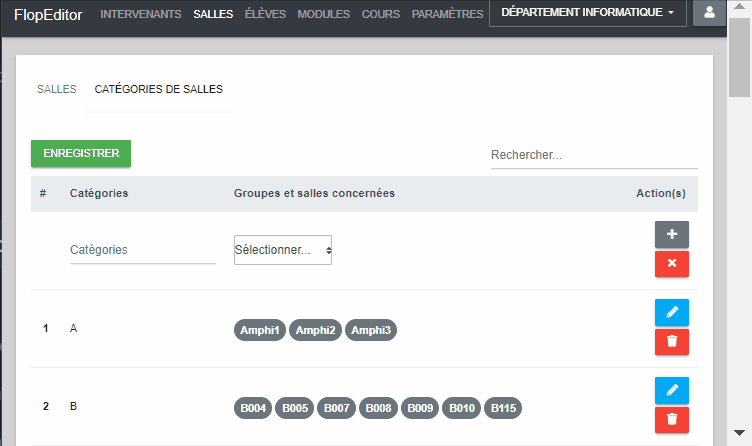 FlopEditor INTERVENANTS SALLES ÉLÈVES MODULES COURS PARAMÈTRES DÉPARTEMENT INFORMATIQUE
SALLES CATÉGORIES DE SALLES
ENREGISTRER Rechercher...
# Catégories Groupes et salles concernées Action(s)
Catégories Sélectionner...
1 A Amphi1 Amphi2 Amphi3
2 B B004 B005 B007 B008 B009 B010 B115